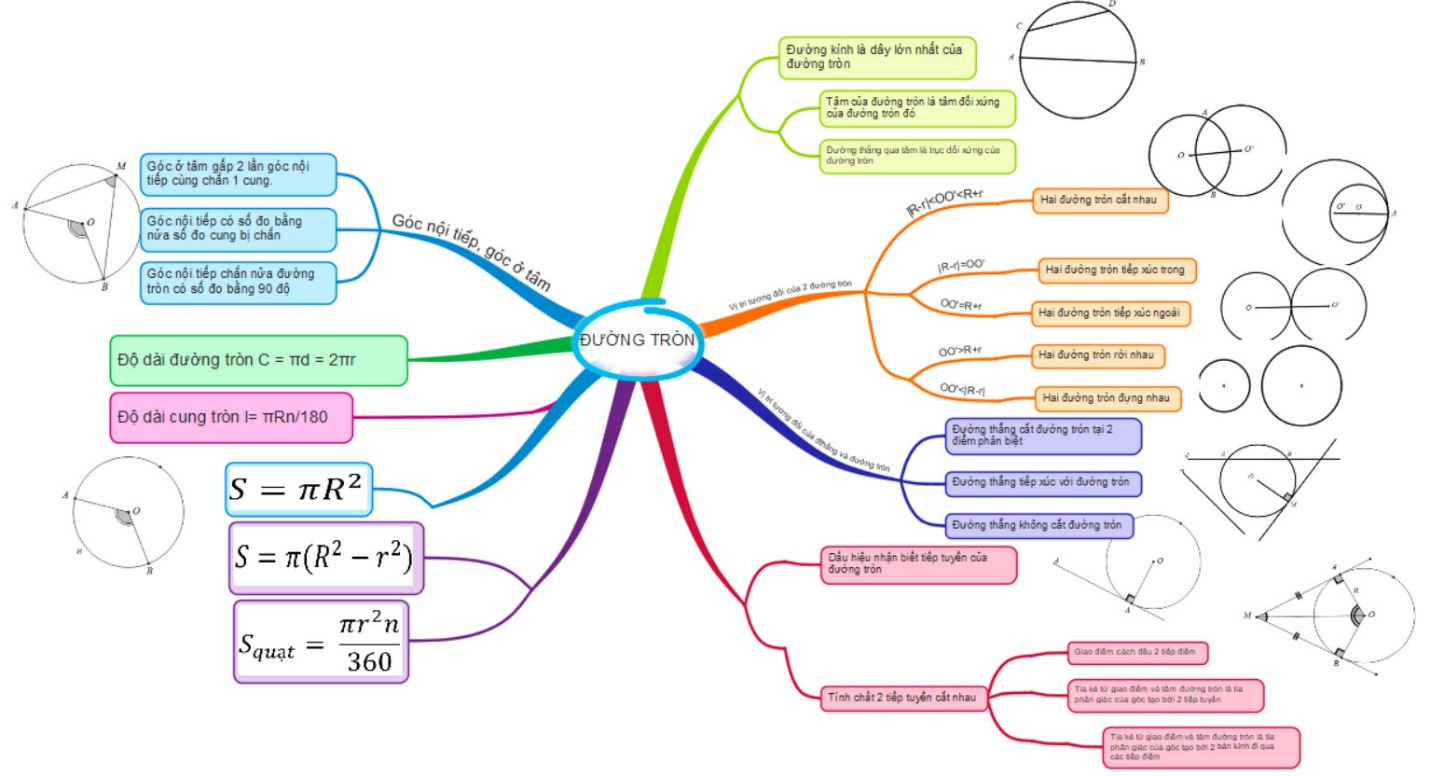 ĐƯỜNG TRÒN
Đường kính là dây lớn nhất của
đường tròn
Tâm của đường tròn là tâm đối xứng
của đường tròn đó
Đường thẳng qua tâm là trục đối xứng của
đường tròn
C
D
A
B
Vị trí tương đối của 2 đường tròn
|R-r|<OO'<R+r
Hai đường tròn cắt nhau
|R-r|=OO'
Hai đường tròn tiếp xúc trong
OO'=R+r
Hai đường tròn tiếp xúc ngoài
OO'>R+r
Hai đường tròn rời nhau
OO'<|R-r|
Hai đường tròn đựng nhau
A
O
O'
B
O'
O
A
O
O'
Vị trí tương đối của đthẳng và đường tròn
Đường thẳng cắt đường tròn tại 2
điểm phân biệt
Đường thẳng tiếp xúc với đường tròn
Đường thẳng không cắt đường tròn
M
Dấu hiệu nhận biết tiếp tuyến của
đường tròn
O
A
Tính chất 2 tiếp tuyến cắt nhau
Giao điểm cách đều 2 tiếp điểm
Tia kẻ từ giao điểm và tâm đường tròn là tia
phân giác của góc tạo bởi 2 tiếp tuyến
Tia kẻ từ giao điểm và tâm đường tròn là tia
phân giác của góc tạo bởi 2 bán kính đi qua
các tiếp điểm
A
n
M
O
B
Góc nội tiếp, góc ở tâm
Góc ở tâm gấp 2 lần góc nội
tiếp cùng chắn 1 cung.
Góc nội tiếp có số đo bằng
nửa số đo cung bị chắn
Góc nội tiếp chắn nửa đường
tròn có số đo bằng 90 độ
M
A
O
B
Độ dài đường tròn C = πd = 2πr
Độ dài cung tròn l= πRn/180
S = πR²
S = π(R² − r²)
S_quạt = πr²n/360
A
O
n
B